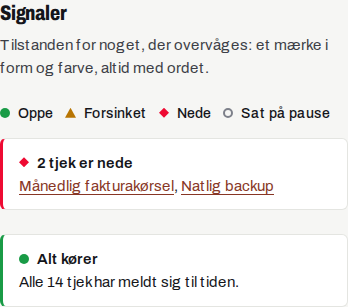 Signaler
Tilstanden for noget, der overvåges: et mærke i
form og farve, altid med ordet.
Oppe Forsinket Nede Sat på pause
2 tjek er nede
Månedlig fakturakørsel, Natlig backup
Alt kører
Alle 14 tjek har meldt sig til tiden.